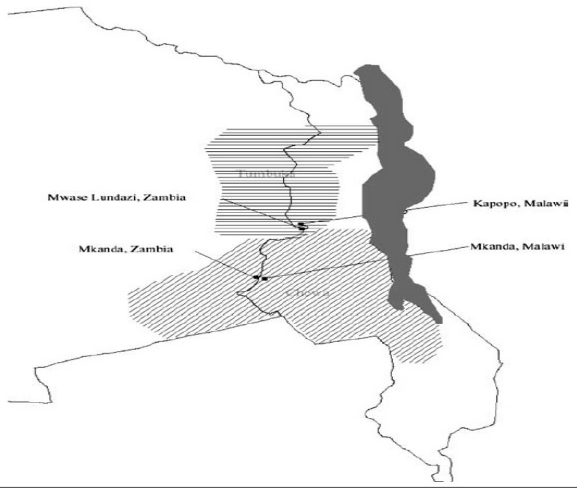 Tumbuka
Mwase Lundazi, Zambia
Kapopo, Malawii
Mkanda, Zambia
Mkanda, Malawi
Chewa